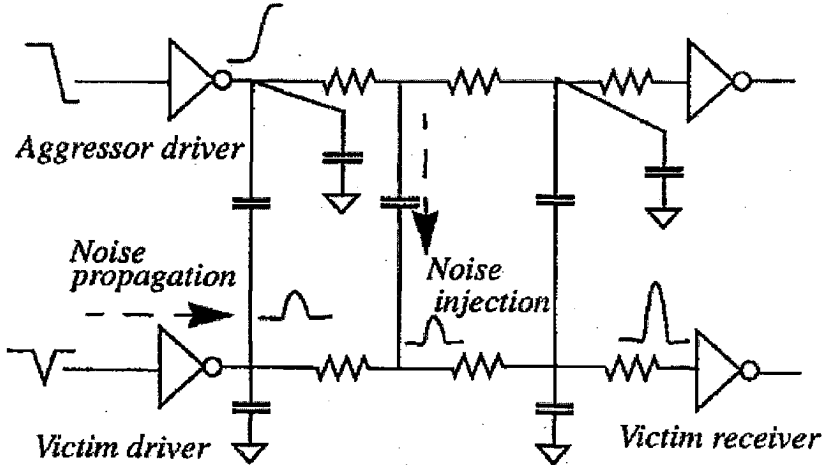 Aggressor driver
Noise
propagation
Noise
injection
Victim driver
Victim receiver